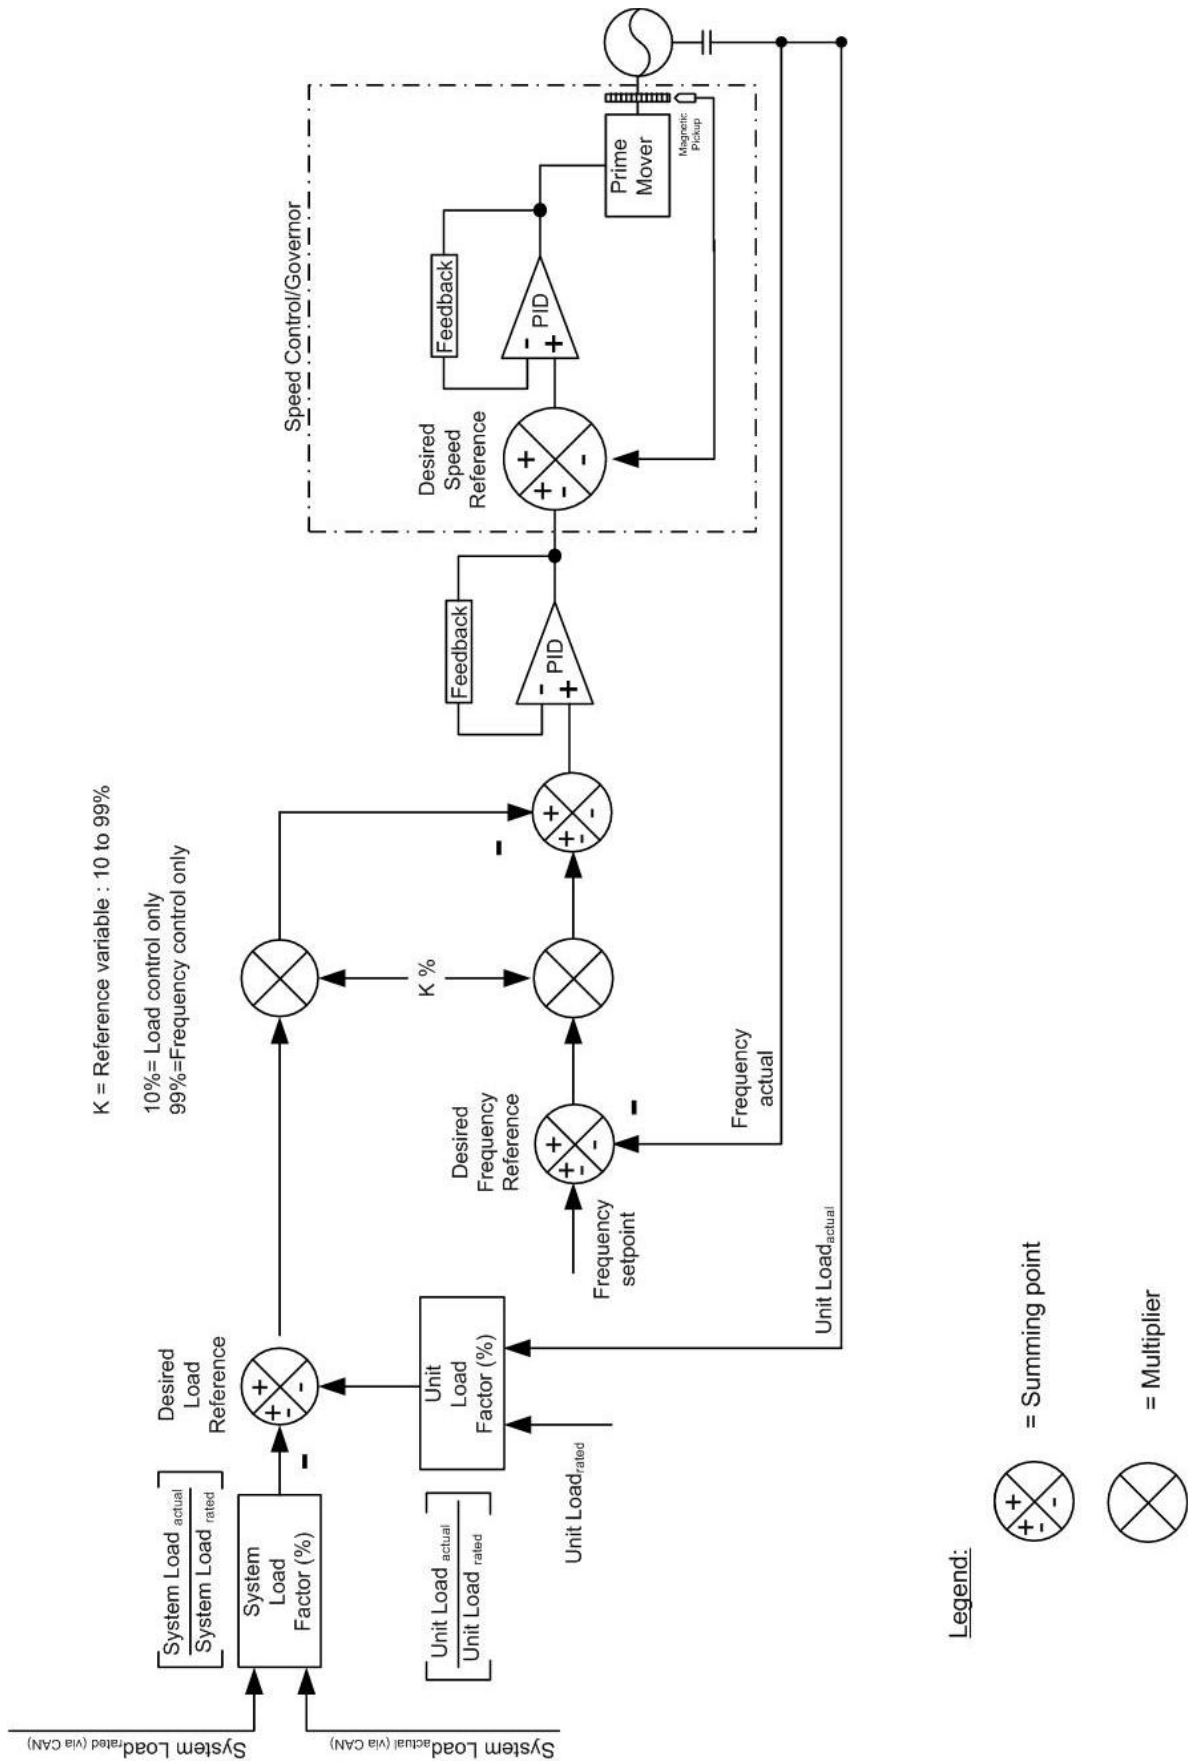 System Load rated (via CAN)
System Load actual (via CAN)
System Load actual
System Load rated
System
Load
Factor (%)
Unit Load actual
Unit Load rated
Unit Load rated
Unit
Load
Factor (%)
Desired
Load
Reference
-
Unit Load actual
Frequency
setpoint
Desired
Frequency
Reference
-
Frequency
actual
K = Reference variable : 10 to 99%
10%= Load control only
99%=Frequency control only
K %
-
Feedback
PID
- +
Speed Control/Governor
Desired
Speed
Reference
Feedback
PID
- +
Prime
Mover
Magnetic
Pickup
Legend:
+ + - -
= Summing point
= Multiplier